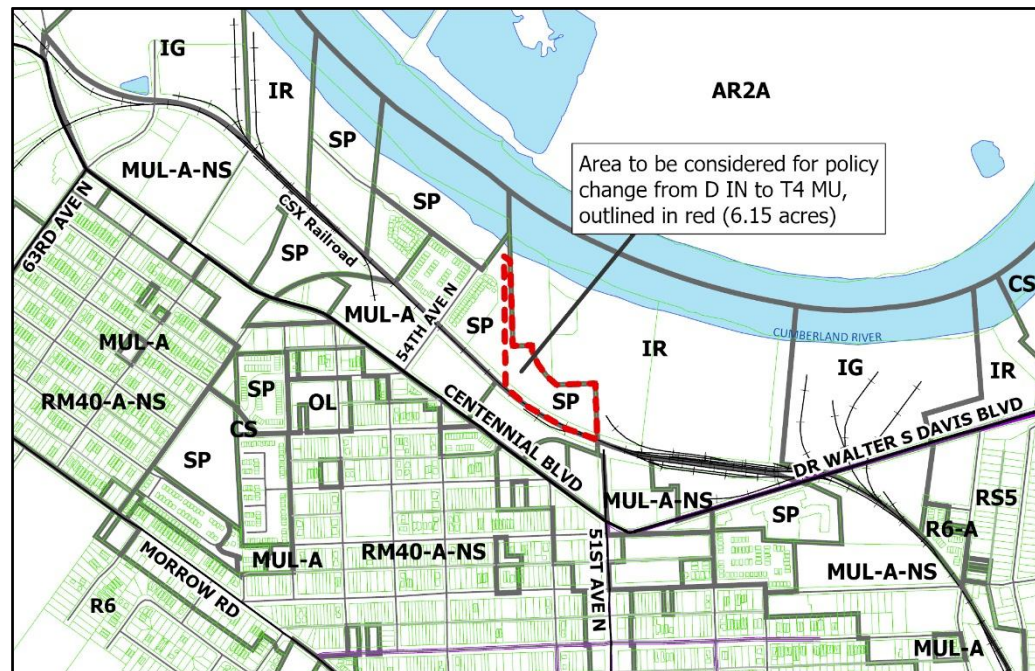 IG
IR
AR2A
SP
MUL-A-NS
Area to be considered for policy
change from D IN to T4 MU,
outlined in red (6.15 acres)
63RD AVE N
CSX Railroad
SP
SP
MUL-A
54TH AVE N
SP
CS
CUMBERLAND RIVER
IR
IG
IR
MUL-A
SP
OL
CENTENNIAL BLVD
SP
RM40-A-NS
CS
DR WALTER S DAVIS BLVD
SP
MUL-A-NS
SP
RS5
R6-A
MORROW RD
MUL-A
RM40-A-NS
51ST AVE N
MUL-A-NS
R6
MUL-A